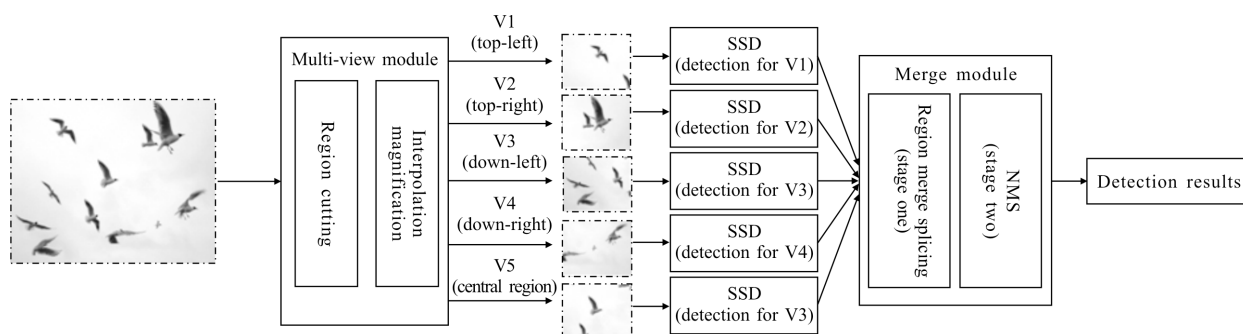 Multi-view module
Region cutting
Interpolation
magnification
V1
(top-left)
V2
(top-right)
V3
(down-left)
V4
(down-right)
V5
(central region)
SSD
(detection for V1)
SSD
(detection for V2)
SSD
(detection for V3)
SSD
(detection for V4)
SSD
(detection for V3)
Merge module
Region merge splicing
(stage one)
NMS
(stage two)
Detection results